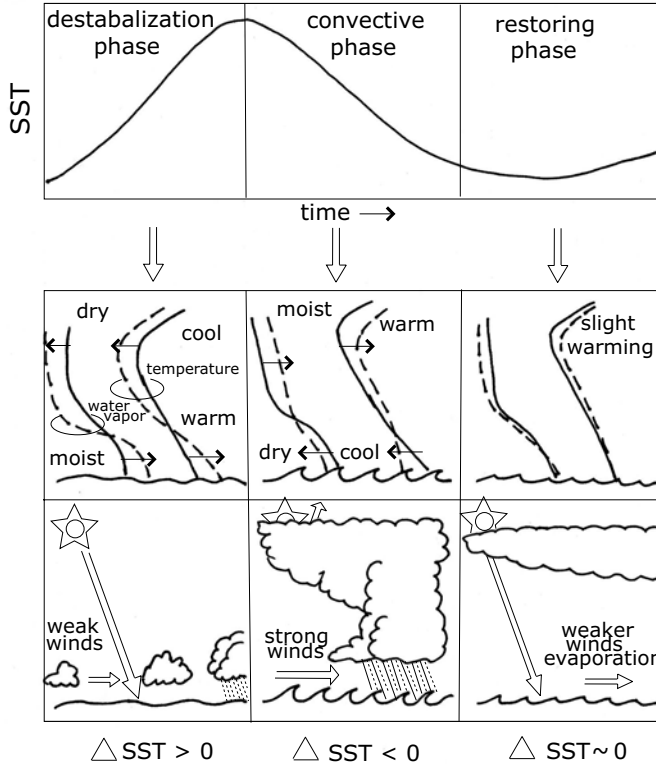 destabalization
phase
convective
phase
restoring
phase
SST
time
dry
cool
temperature
water
vapor
warm
moist
moist
warm
dry
cool
slight
warming
weak
winds
strong
winds
weaker
winds
evaporation
△ SST > 0
△ SST < 0
△ SST ~ 0